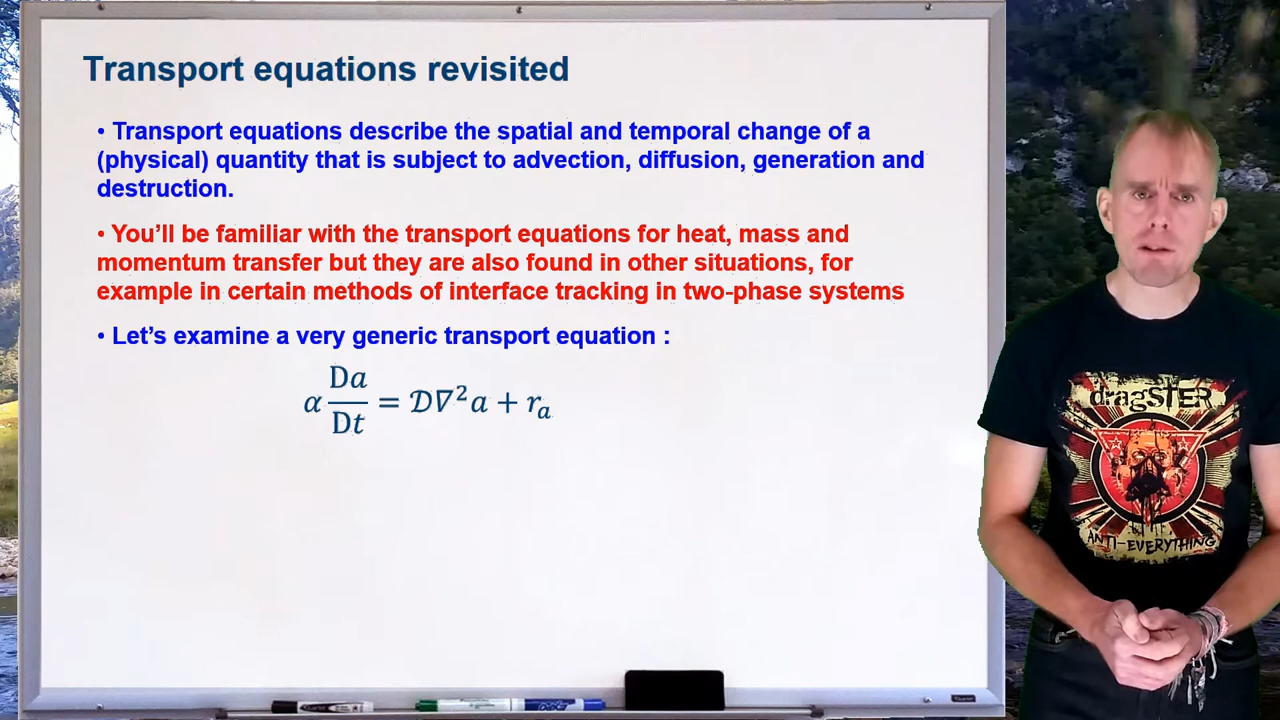 Transport equations revisited
• Transport equations describe the spatial and temporal change of a
(physical) quantity that is subject to advection, diffusion, generation and
destruction.
• You’ll be familiar with the transport equations for heat, mass and
momentum transfer but they are also found in other situations, for
example in certain methods of interface tracking in two-phase systems
• Let’s examine a very generic transport equation :
α Da/Dt = 𝒟∇²a + rₐ
dragSTER
ANTI-EVERYTHING